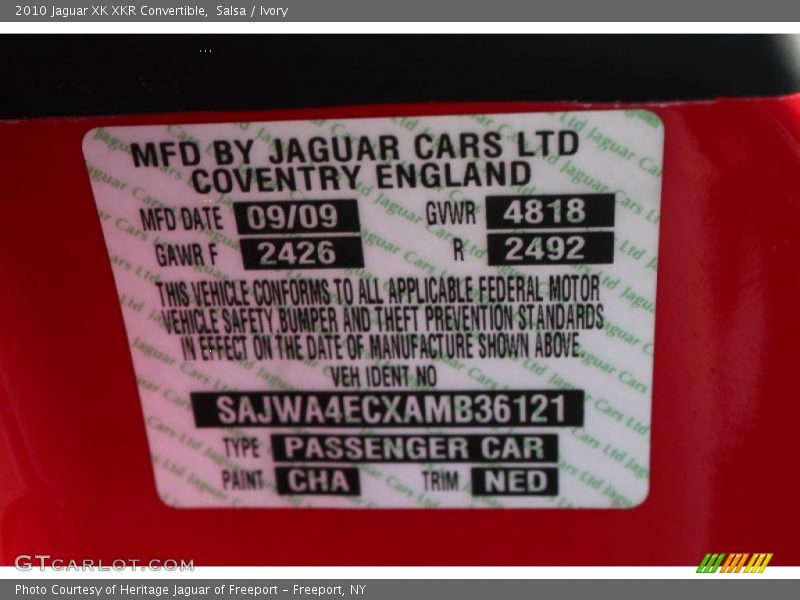 2010 Jaguar XK XKR Convertible,  Salsa / Ivory
MFD BY JAGUAR CARS LTD
COVENTRY ENGLAND
MFD DATE 09/09 GVWR 4818
GAWR F 2426 R 2492
THIS VEHICLE CONFORMS TO ALL APPLICABLE FEDERAL MOTOR
VEHICLE SAFETY.BUMPER AND THEFT PREVENTION STANDARDS
IN EFFECT ON THE DATE OF MANUFACTURE SHOWN ABOVE
VEH IDENT NO
SAJWA4ECXAMB36121
TYPE PASSENGER CAR
PAINT CHA TRIM NED
GTCARLOT.COM
Photo Courtesy of Heritage Jaguar of Freeport - Freeport, NY